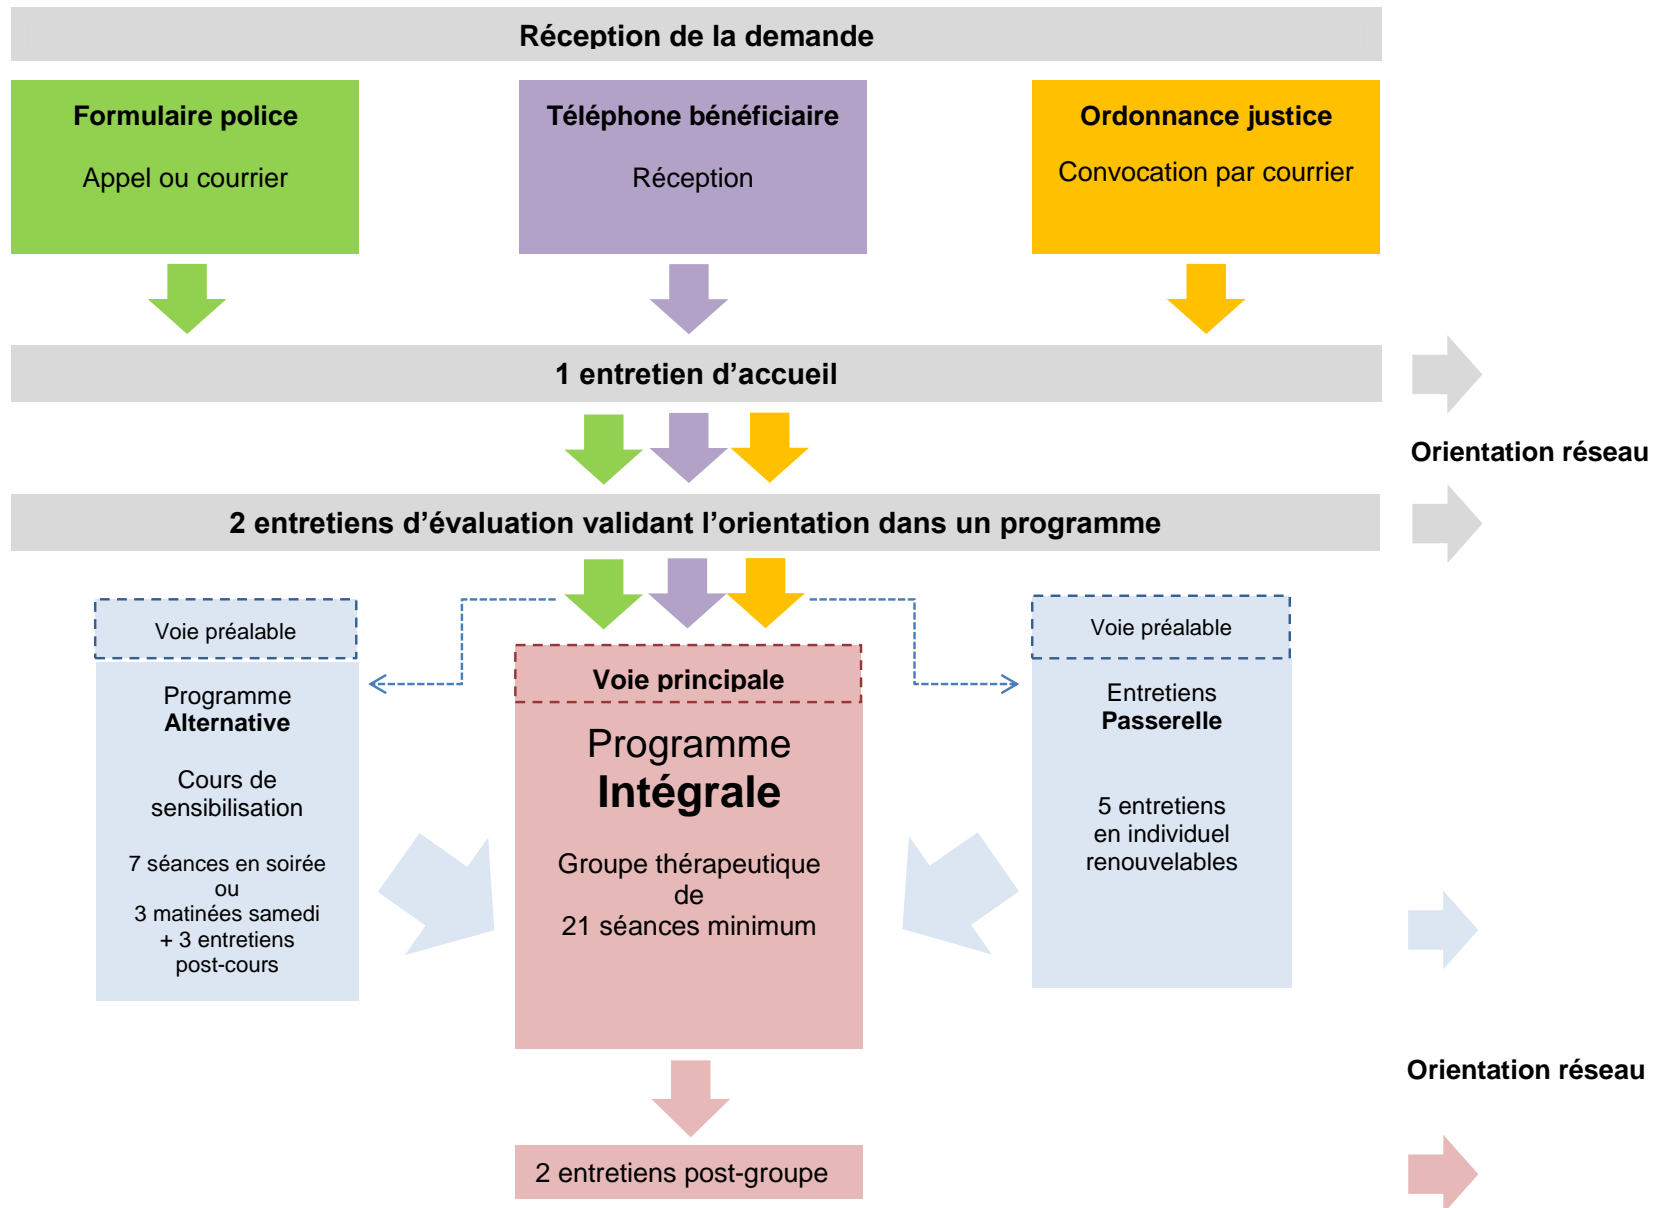 Réception de la demande
Formulaire police
Appel ou courrier
Téléphone bénéficiaire
Réception
Ordonnance justice
Convocation par courrier
1 entretien d’accueil
Orientation réseau
2 entretiens d’évaluation validant l’orientation dans un programme
Voie préalable
Programme
Alternative
Cours de
sensibilisation
7 séances en soirée
ou
3 matinées samedi
+ 3 entretiens
post-cours
Voie principale
Programme
Intégrale
Groupe thérapeutique
de
21 séances minimum
Voie préalable
Entretiens
Passerelle
5 entretiens
en individuel
renouvelables
Orientation réseau
2 entretiens post-groupe